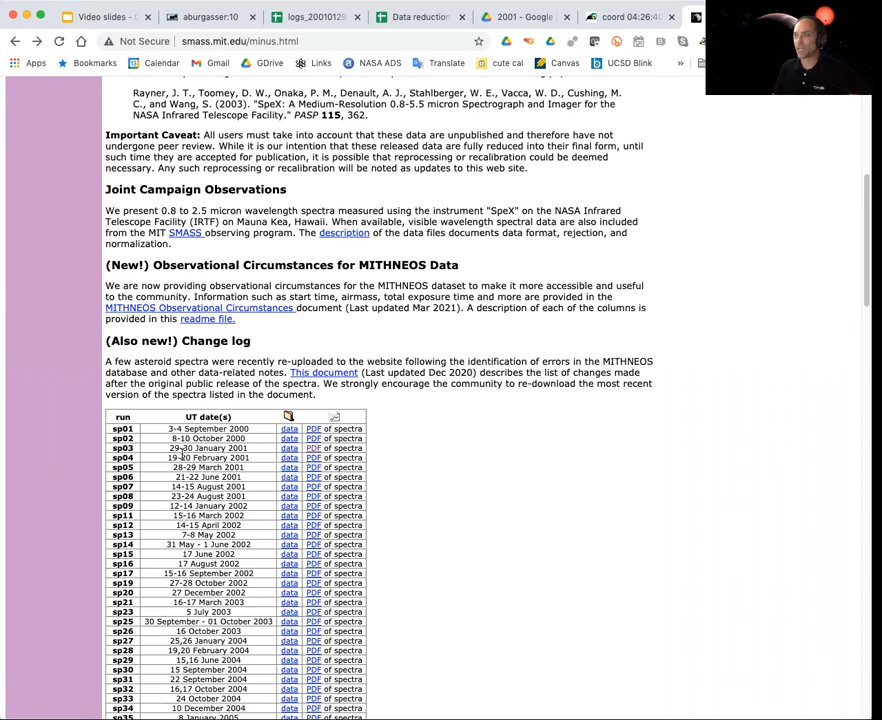 Video slides -
aburgasser:10
logs_20010129
Data reduction
2001 - Google
coord 04:26:40
Not Secure
smass.mit.edu/minus.html
Apps
Bookmarks
Calendar
Gmail
GDrive
Links
NASA ADS
Translate
cute cal
Canvas
UCSD Blink
»
Rayner, J. T., Toomey, D. W., Onaka, P. M., Denault, A. J., Stahlberger, W. E., Vacca, W. D., Cushing, M.
C., and Wang, S. (2003). "SpeX: A Medium-Resolution 0.8-5.5 micron Spectrograph and Imager for the
NASA Infrared Telescope Facility." PASP 115, 362.
Important Caveat: All users must take into account that these data are unpublished and therefore have not
undergone peer review. While it is our intention that these released data are fully reduced into their final form, until
such time they are accepted for publication, it is possible that reprocessing or recalibration could be deemed
necessary. Any such reprocessing or recalibration will be noted as updates to this web site.
Joint Campaign Observations
We present 0.8 to 2.5 micron wavelength spectra measured using the instrument "SpeX" on the NASA Infrared
Telescope Facility (IRTF) on Mauna Kea, Hawaii. When available, visible wavelength spectral data are also included
from the MIT SMASS observing program. The description of the data files documents data format, rejection, and
normalization.
(New!) Observational Circumstances for MITHNEOS Data
We are now providing observational circumstances for the MITHNEOS dataset to make it more accessible and useful
to the community. Information such as start time, airmass, total exposure time and more are provided in the
MITHNEOS Observational Circumstances document (Last updated Mar 2021). A description of each of the columns is
provided in this readme file.
(Also new!) Change log
A few asteroid spectra were recently re-uploaded to the website following the identification of errors in the MITHNEOS
database and other data-related notes. This document (Last updated Dec 2020) describes the list of changes made
after the original public release of the spectra. We strongly encourage the community to re-download the most recent
version of the spectra listed in the document.
run UT date(s)
sp01 3-4 September 2000 data PDF of spectra
sp02 8-10 October 2000 data PDF of spectra
sp03 29-30 January 2001 data PDF of spectra
sp04 19-20 February 2001 data PDF of spectra
sp05 28-29 March 2001 data PDF of spectra
sp06 21-22 June 2001 data PDF of spectra
sp07 14-15 August 2001 data PDF of spectra
sp08 23-24 August 2001 data PDF of spectra
sp09 12-14 January 2002 data PDF of spectra
sp11 15-16 March 2002 data PDF of spectra
sp12 14-15 April 2002 data PDF of spectra
sp13 7-8 May 2002 data PDF of spectra
sp14 31 May - 1 June 2002 data PDF of spectra
sp15 17 June 2002 data PDF of spectra
sp16 17 August 2002 data PDF of spectra
sp17 15-16 September 2002 data PDF of spectra
sp19 27-28 October 2002 data PDF of spectra
sp20 27 December 2002 data PDF of spectra
sp21 16-17 March 2003 data PDF of spectra
sp23 5 July 2003 data PDF of spectra
sp25 30 September - 01 October 2003 data PDF of spectra
sp26 16 October 2003 data PDF of spectra
sp27 25,26 January 2004 data PDF of spectra
sp28 19,20 February 2004 data PDF of spectra
sp29 15,16 June 2004 data PDF of spectra
sp30 15 September 2004 data PDF of spectra
sp31 22 September 2004 data PDF of spectra
sp32 16,17 October 2004 data PDF of spectra
sp33 24 October 2004 data PDF of spectra
sp34 10 December 2004 data PDF of spectra
sp35 8 January 2005 data PDF of spectra